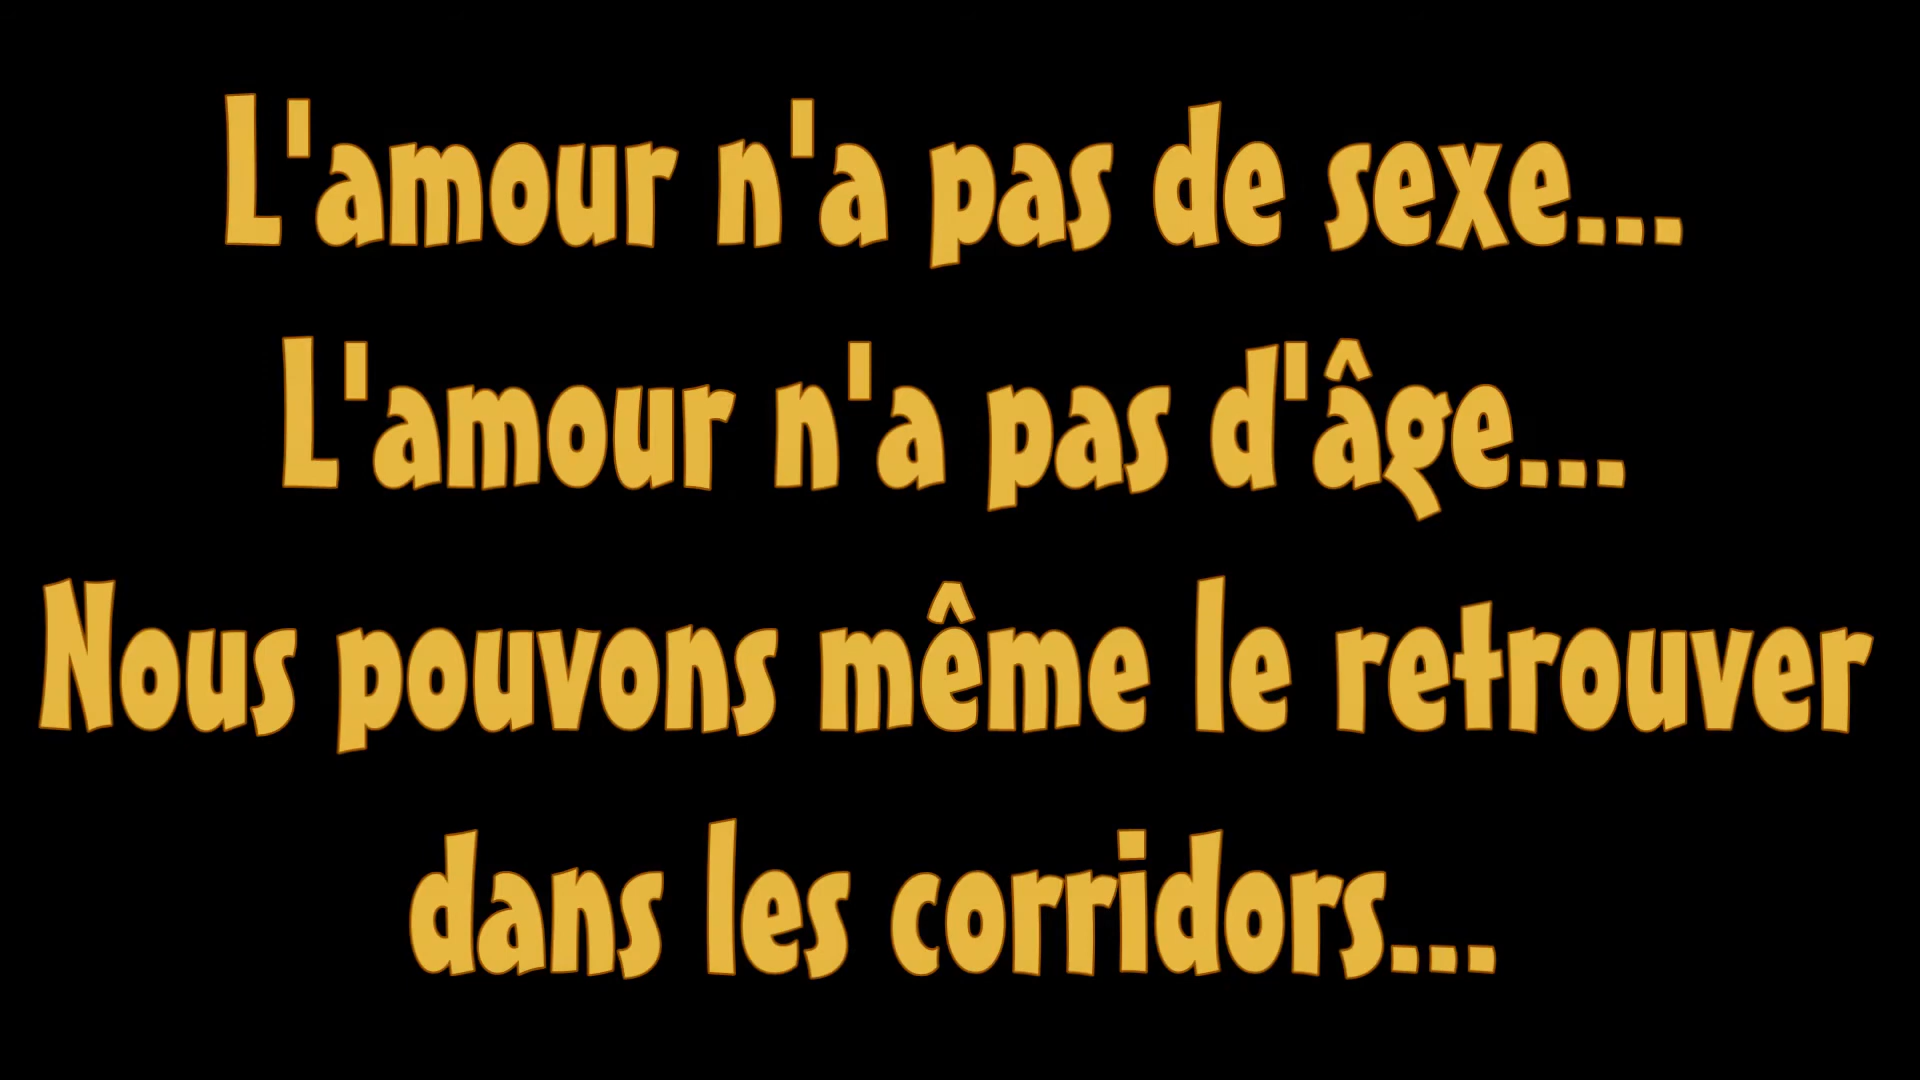 L'amour n'a pas de sexe...
L'amour n'a pas d'âge...
Nous pouvons même le retrouver
dans les corridors...